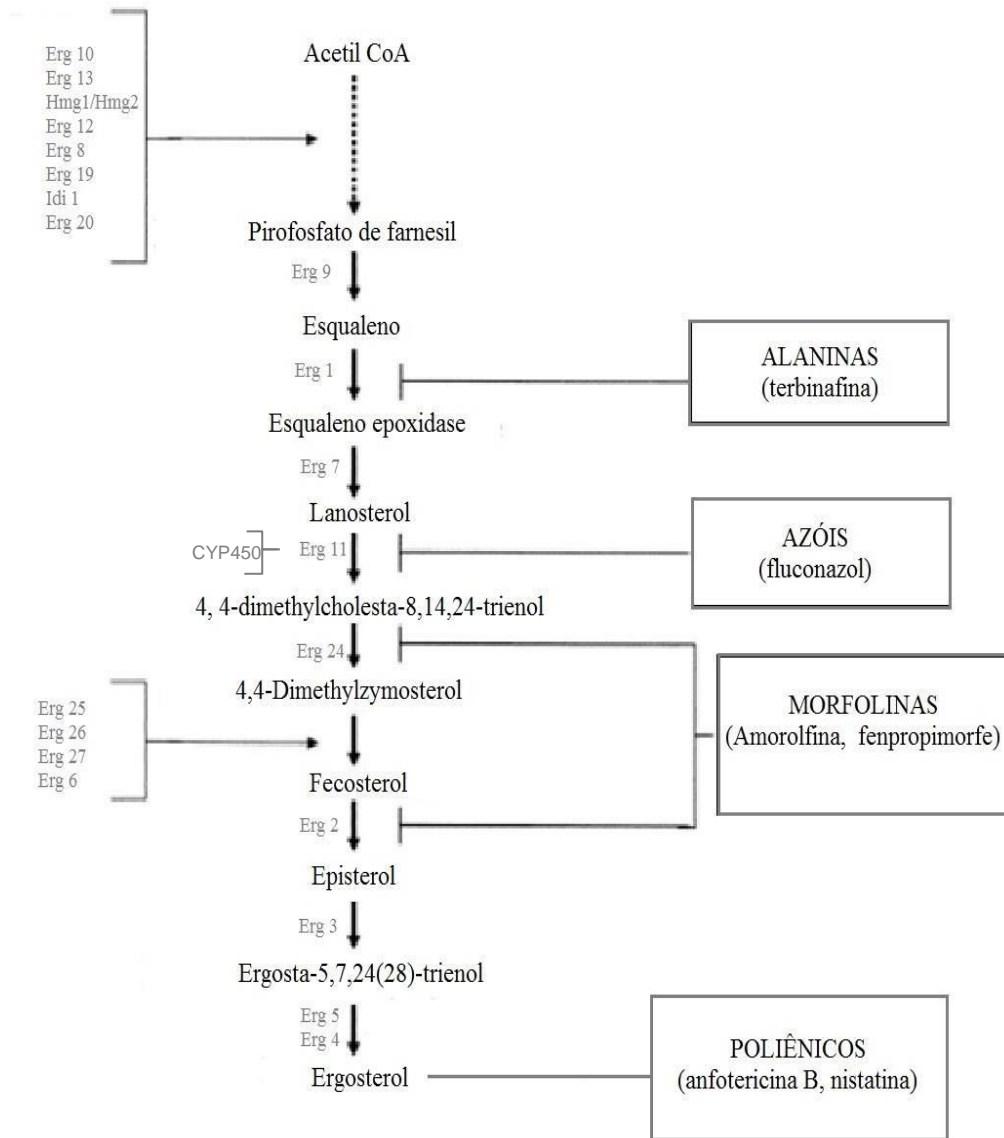 Erg 10
Erg 13
Hmg1/Hmg2
Erg 12
Erg 8
Erg 19
Idi 1
Erg 20
Acetil CoA
Pirofosfato de farnesil
Erg 9
Esqualeno
Erg 1
ALANINAS
(terbinafina)
Esqualeno epoxidase
Erg 7
Lanosterol
CYP450
Erg 11
AZÓIS
(fluconazol)
4, 4-dimethylcholesta-8,14,24-trienol
Erg 24
4,4-Dimethylzymosterol
MORFOLINAS
(Amorolfína, fenpropimorfe)
Erg 25
Erg 26
Erg 27
Erg 6
Fecosterol
Erg 2
Episterol
Erg 3
Ergosta-5,7,24(28)-trienol
Erg 5
Erg 4
Ergosterol
POLIÊNICOS
(anfotericina B, nistatina)